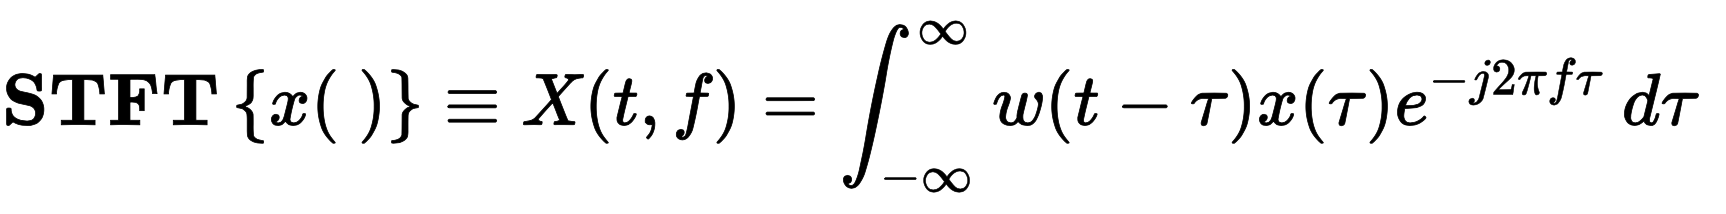 STFT{x( )} ≡ X(t, f) = ∫_{−∞}^{∞} w(t − τ)x(τ)e^{−j2πfτ} dτ